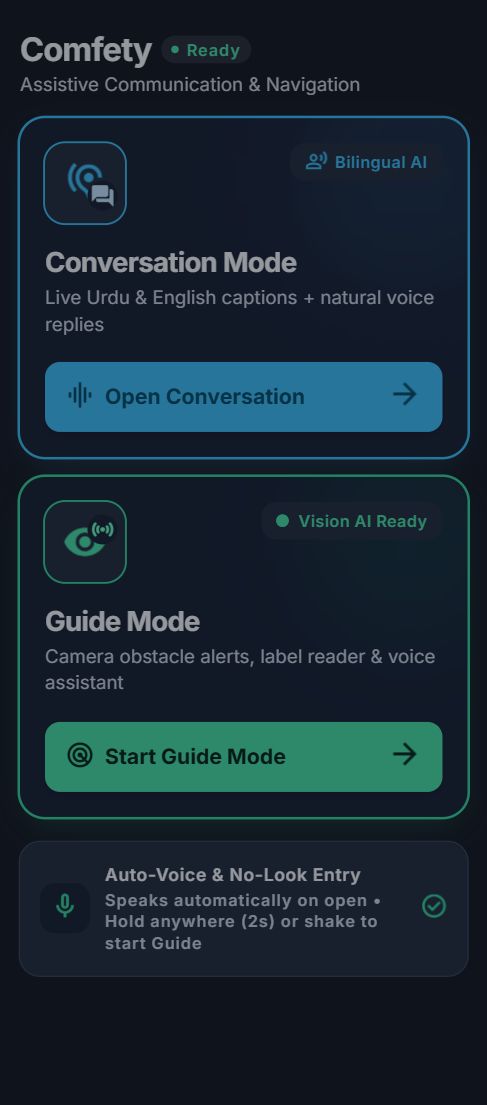 Comfety
Ready
Assistive Communication & Navigation
Bilingual AI
Conversation Mode
Live Urdu & English captions + natural voice
replies
Open Conversation
Vision AI Ready
Guide Mode
Camera obstacle alerts, label reader & voice
assistant
Start Guide Mode
Auto-Voice & No-Look Entry
Speaks automatically on open •
Hold anywhere (2s) or shake to
start Guide